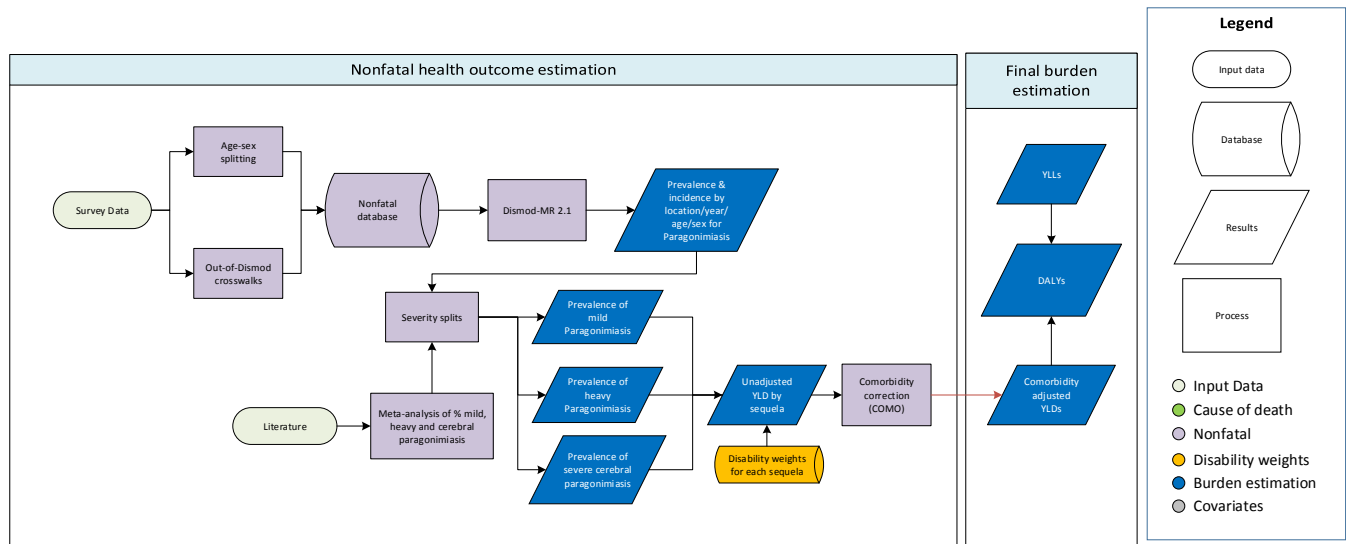 Nonfatal health outcome estimation
Final burden
estimation
Legend
Input data
Database
Results
Process
Input Data
Cause of death
Nonfatal
Disability weights
Burden estimation
Covariates
Survey Data
Age-sex
splitting
Out-of-Dismod
crosswalks
Nonfatal
database
Dismod-MR 2.1
Prevalence &
incidence by
location/year/
age/sex for
Paragonimiasis
Severity splits
Literature
Meta-analysis of % mild,
heavy and cerebral
paragonimiasis
Prevalence of
mild
Paragonimiasis
Prevalence of
heavy
Paragonimiasis
Prevalence of
severe cerebral
paragonimiasis
Unadjusted
YLD by
sequela
Disability weights
for each sequela
Comorbidity
correction
(COMO)
YLLs
DALYs
Comorbidity
adjusted
YLDs